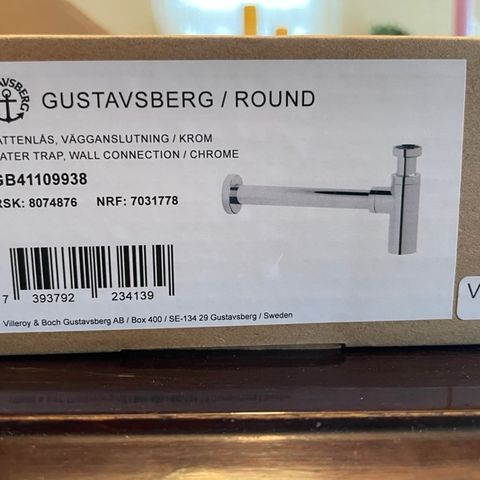 AVSBERG
GUSTAVSBERG / ROUND
ATTENLÅS, VÄGGANSLUTNING / KROM
ATER TRAP, WALL CONNECTION / CHROME
GB41109938
RSK: 8074876 NRF: 7031778
7 393792 234139
Villeroy & Boch Gustavsberg AB / Box 400 / SE-134 29 Gustavsberg / Sweden
V